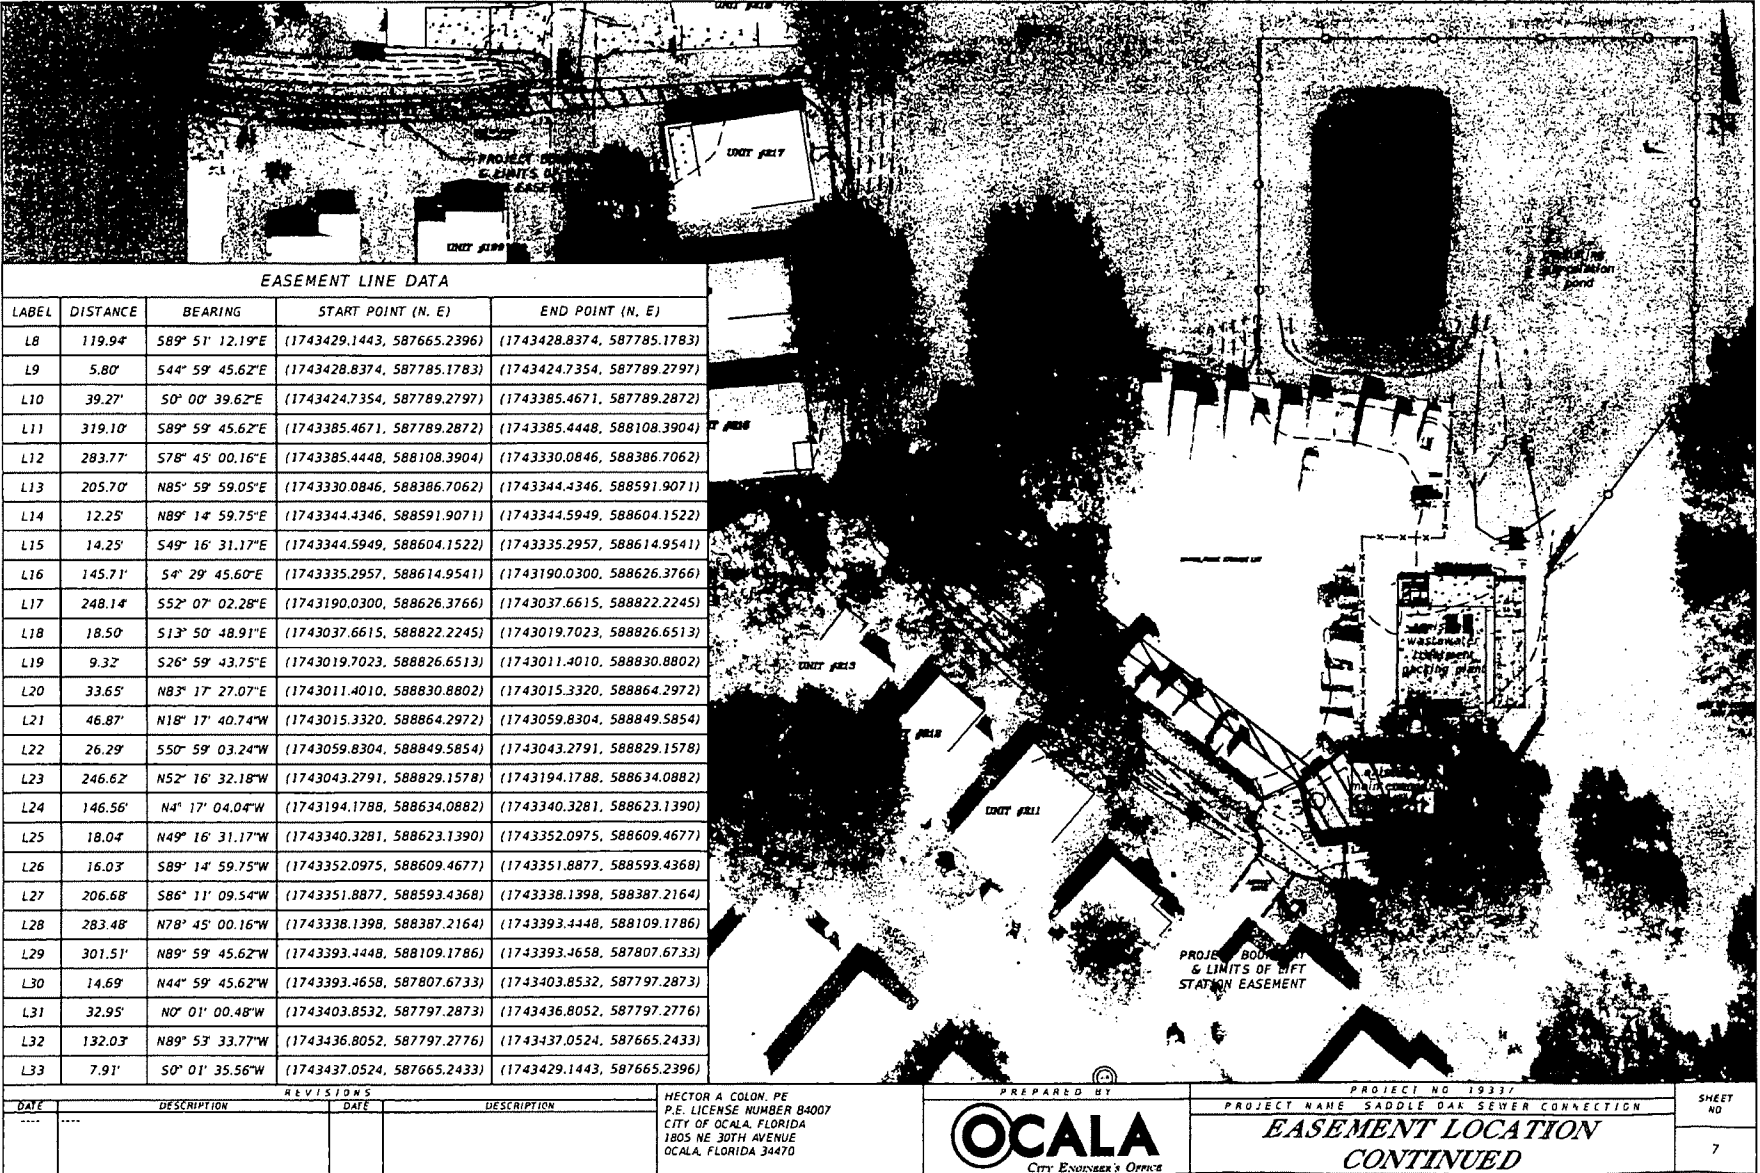 UNIT #217
PROJECT
& LIMITS
EASE
UNIT #199
pond
EASEMENT LINE DATA
LABEL DISTANCE BEARING START POINT (N, E) END POINT (N, E)
L8 119.94' S89° 51' 12.19"E (1743429.1443, 587665.2396) (1743428.8374, 587785.1783)
L9 5.80' S44° 59' 45.62"E (1743428.8374, 587785.1783) (1743424.7354, 587789.2797)
L10 39.27' S0° 00' 39.62"E (1743424.7354, 587789.2797) (1743385.4671, 587789.2872)
L11 319.10' S89° 59' 45.62"E (1743385.4671, 587789.2872) (1743385.4448, 588108.3904)
L12 283.77' S78° 45' 00.16"E (1743385.4448, 588108.3904) (1743330.0846, 588386.7062)
L13 205.70' N85° 59' 59.05"E (1743330.0846, 588386.7062) (1743344.4346, 588591.9071)
L14 12.25' N89° 14' 59.75"E (1743344.4346, 588591.9071) (1743344.5949, 588604.1522)
L15 14.25' S49° 16' 31.17"E (1743344.5949, 588604.1522) (1743335.2957, 588614.9541)
L16 145.71' S4° 29' 45.60"E (1743335.2957, 588614.9541) (1743190.0300, 588626.3766)
L17 248.14' S52° 07' 02.28"E (1743190.0300, 588626.3766) (1743037.6615, 588822.2245)
L18 18.50' S13° 50' 48.91"E (1743037.6615, 588822.2245) (1743019.7023, 588826.6513)
L19 9.32' S26° 59' 43.75"E (1743019.7023, 588826.6513) (1743011.4010, 588830.8802)
L20 33.65' N83° 17' 27.07"E (1743011.4010, 588830.8802) (1743015.3320, 588864.2972)
L21 46.87' N18° 17' 40.74"W (1743015.3320, 588864.2972) (1743059.8304, 588849.5854)
L22 26.29' S50° 59' 03.24"W (1743059.8304, 588849.5854) (1743043.2791, 588829.1578)
L23 246.62' N52° 16' 32.18"W (1743043.2791, 588829.1578) (1743194.1788, 588634.0882)
L24 146.56' N4° 17' 04.04"W (1743194.1788, 588634.0882) (1743340.3281, 588623.1390)
L25 18.04' N49° 16' 31.17"W (1743340.3281, 588623.1390) (1743352.0975, 588609.4677)
L26 16.03' S89° 14' 59.75"W (1743352.0975, 588609.4677) (1743351.8877, 588593.4368)
L27 206.68' S86° 11' 09.54"W (1743351.8877, 588593.4368) (1743338.1398, 588387.2164)
L28 283.48' N78° 45' 00.16"W (1743338.1398, 588387.2164) (1743393.4448, 588109.1786)
L29 301.51' N89° 59' 45.62"W (1743393.4448, 588109.1786) (1743393.4658, 587807.6733)
L30 14.69' N44° 59' 45.62"W (1743393.4658, 587807.6733) (1743403.8532, 587797.2873)
L31 32.95' N0° 01' 00.48"W (1743403.8532, 587797.2873) (1743436.8052, 587797.2776)
L32 132.03' N89° 53' 33.77"W (1743436.8052, 587797.2776) (1743437.0524, 587665.2433)
L33 7.91' S0° 01' 35.56"W (1743437.0524, 587665.2433) (1743429.1443, 587665.2396)
wastewater
packing plant
UNIT #213
UNIT #211
& LIMITS OF LIFT
STATION EASEMENT
REVISIONS
DATE DESCRIPTION DATE DESCRIPTION
---- ----
HECTOR A COLON, PE
P.E. LICENSE NUMBER 84007
CITY OF OCALA, FLORIDA
1805 NE 30TH AVENUE
OCALA, FLORIDA 34470
PREPARED BY
OCALA
CITY ENGINEER'S OFFICE
PROJECT NO 19337
PROJECT NAME SADDLE OAK SEWER CONNECTION
EASEMENT LOCATION
CONTINUED
SHEET
NO
7